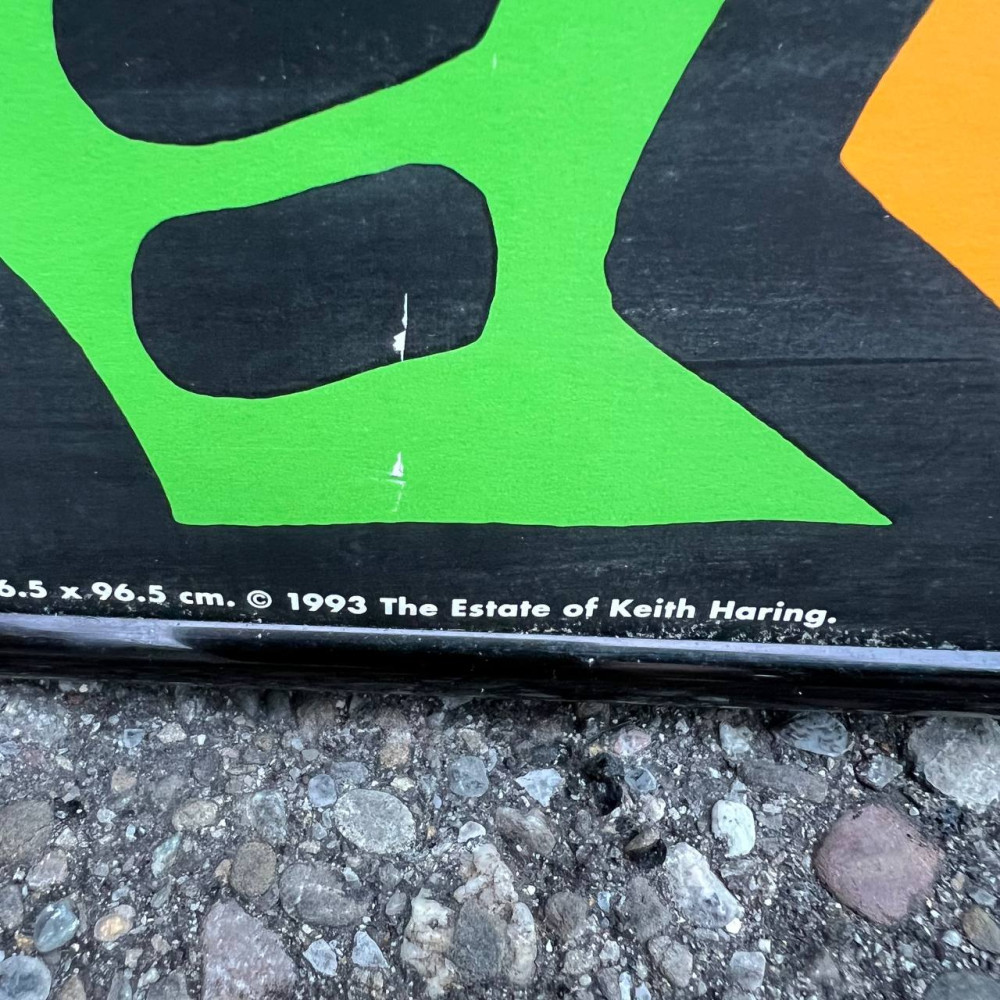 6.5 x 96.5 cm. © 1993 The Estate of Keith Haring.